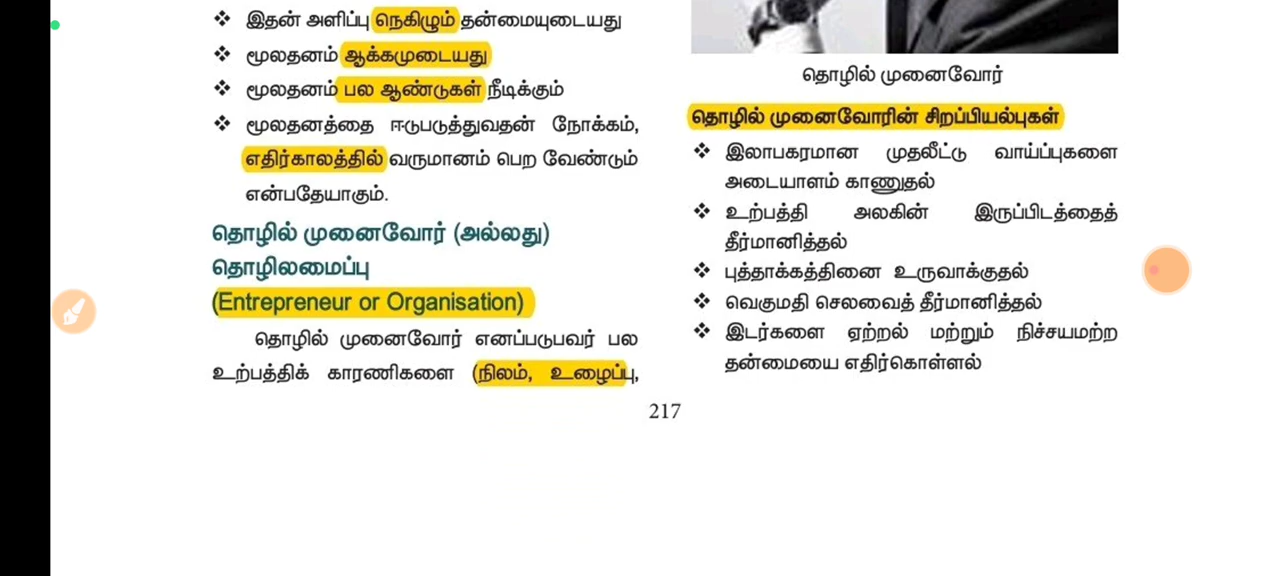 ❖ இதன் அளிப்பு நெகிழும் தன்மையுடையது
❖ மூலதனம் ஆக்கமுடையது
❖ மூலதனம் பல ஆண்டுகள் நீடிக்கும்
❖ மூலதனத்தை ஈடுபடுத்துவதன் நோக்கம்,
எதிர்காலத்தில் வருமானம் பெற வேண்டும்
என்பதேயாகும்.
தொழில் முனைவோர் (அல்லது)
தொழிலமைப்பு
(Entrepreneur or Organisation)
தொழில் முனைவோர் எனப்படுபவர் பல
உற்பத்திக் காரணிகளை (நிலம், உழைப்பு,
தொழில் முனைவோர்
தொழில் முனைவோரின் சிறப்பியல்புகள்
❖ இலாபகரமான முதலீட்டு வாய்ப்புகளை
அடையாளம் காணுதல்
❖ உற்பத்தி அலகின் இருப்பிடத்தைத்
தீர்மானித்தல்
❖ புத்தாக்கத்தினை உருவாக்குதல்
❖ வெகுமதி செலவைத் தீர்மானித்தல்
❖ இடர்களை ஏற்றல் மற்றும் நிச்சயமற்ற
தன்மையை எதிர்கொள்ளல்
217